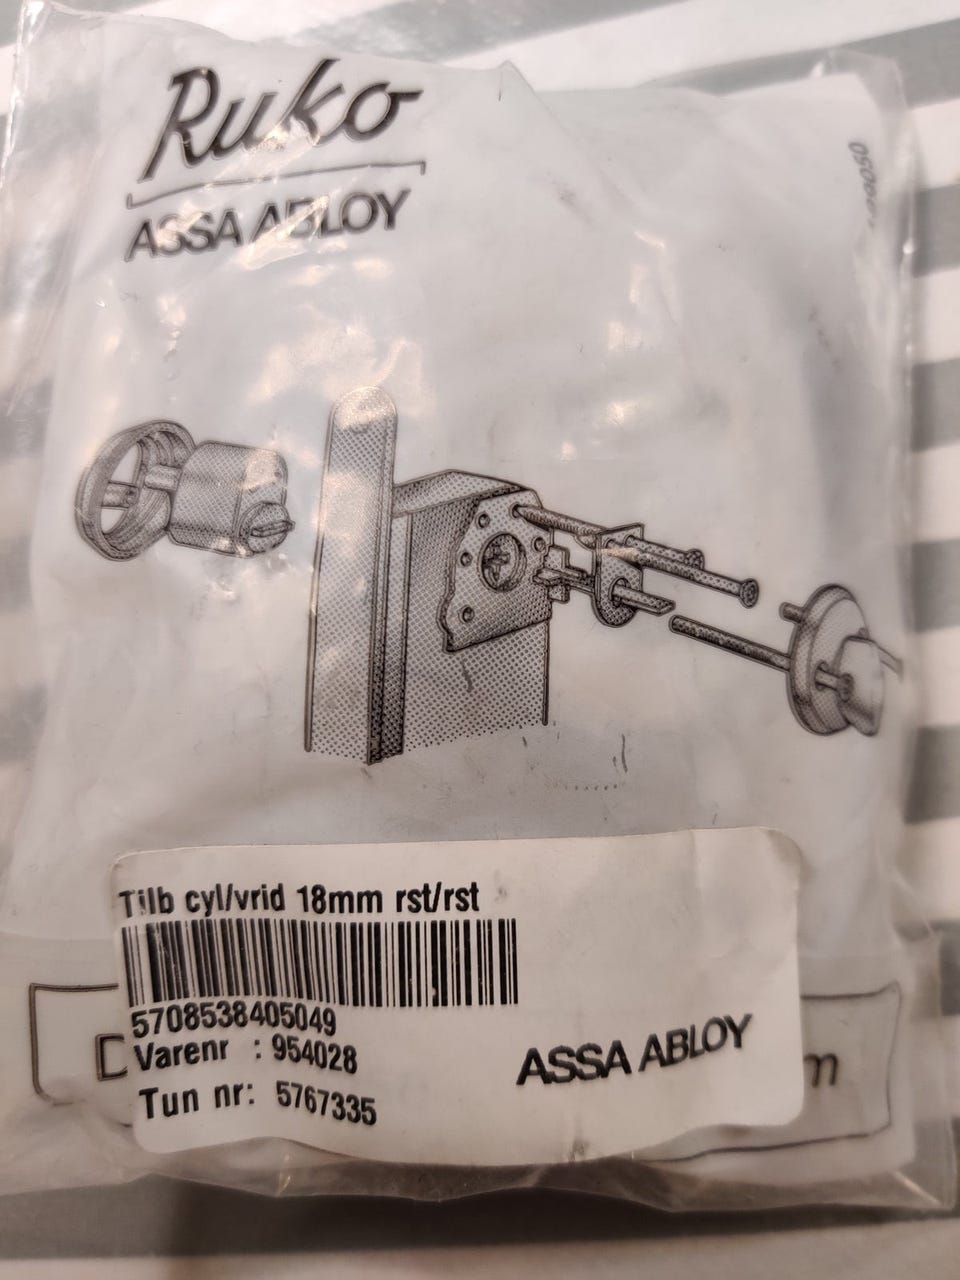 Ruko
ASSA ABLOY
Tilb cyl/vrid 18mm rst/rst
5708538405049
Varenr : 954028
ASSA ABLOY
Tun nr: 5767335
D
m